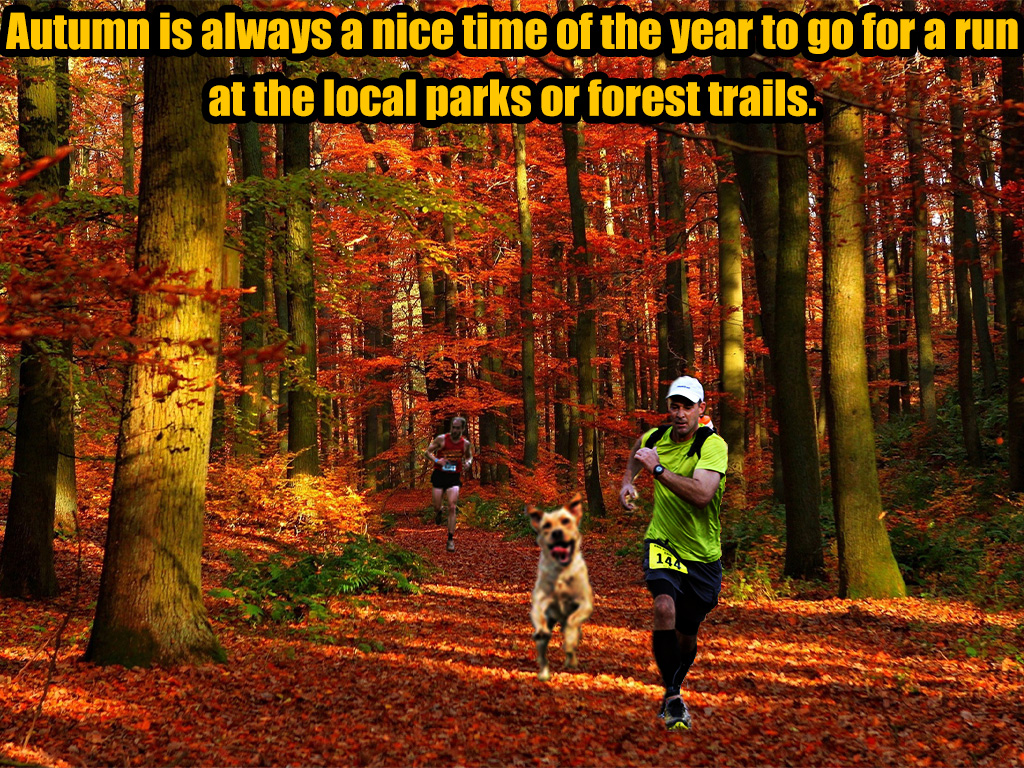 Autumn is always a nice time of the year to go for a run
at the local parks or forest trails.
144